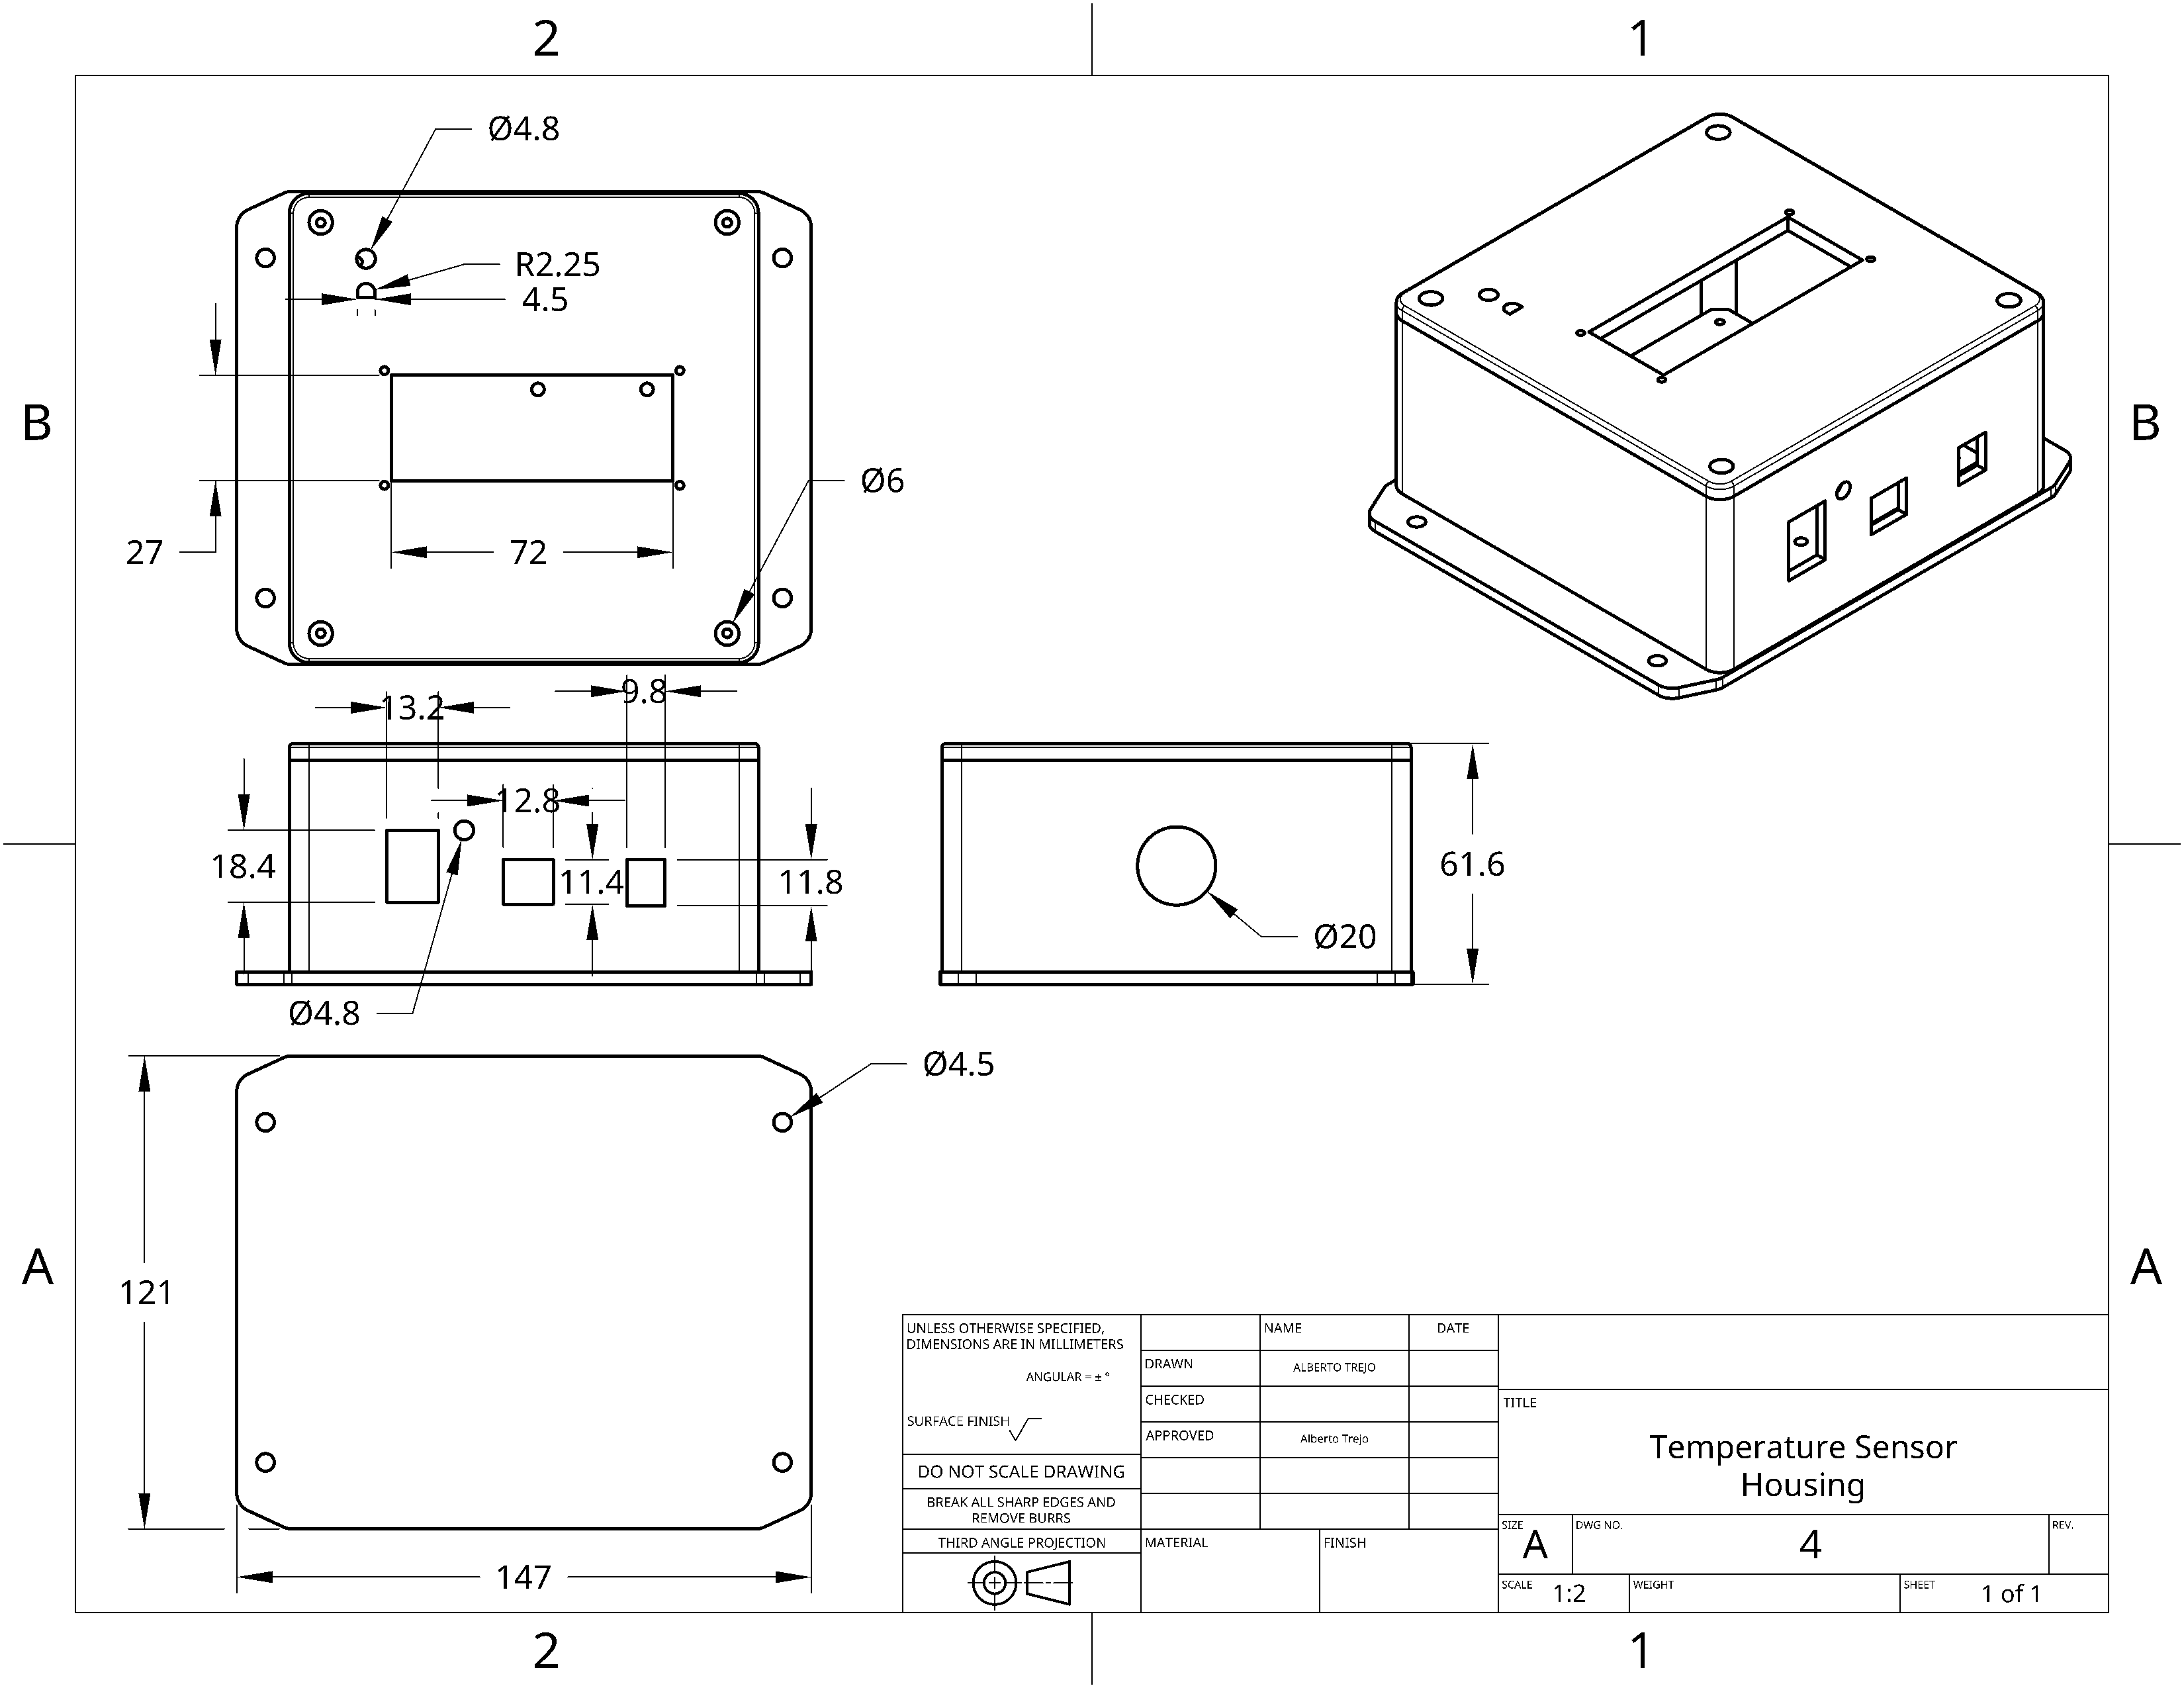 2
1
Ø4.8
R2.25
4.5
B
B
Ø6
27
72
13.2
9.8
12.8
18.4
11.4
11.8
61.6
Ø20
Ø4.8
Ø4.5
A
A
121
147
UNLESS OTHERWISE SPECIFIED,
DIMENSIONS ARE IN MILLIMETERS
ANGULAR = ± °
SURFACE FINISH
DO NOT SCALE DRAWING
BREAK ALL SHARP EDGES AND
REMOVE BURRS
THIRD ANGLE PROJECTION
NAME
DATE
DRAWN
ALBERTO TREJO
CHECKED
APPROVED
Alberto Trejo
MATERIAL
FINISH
TITLE
Temperature Sensor
Housing
SIZE
A
DWG NO.
4
REV.
SCALE
1:2
WEIGHT
SHEET
1 of 1
2
1